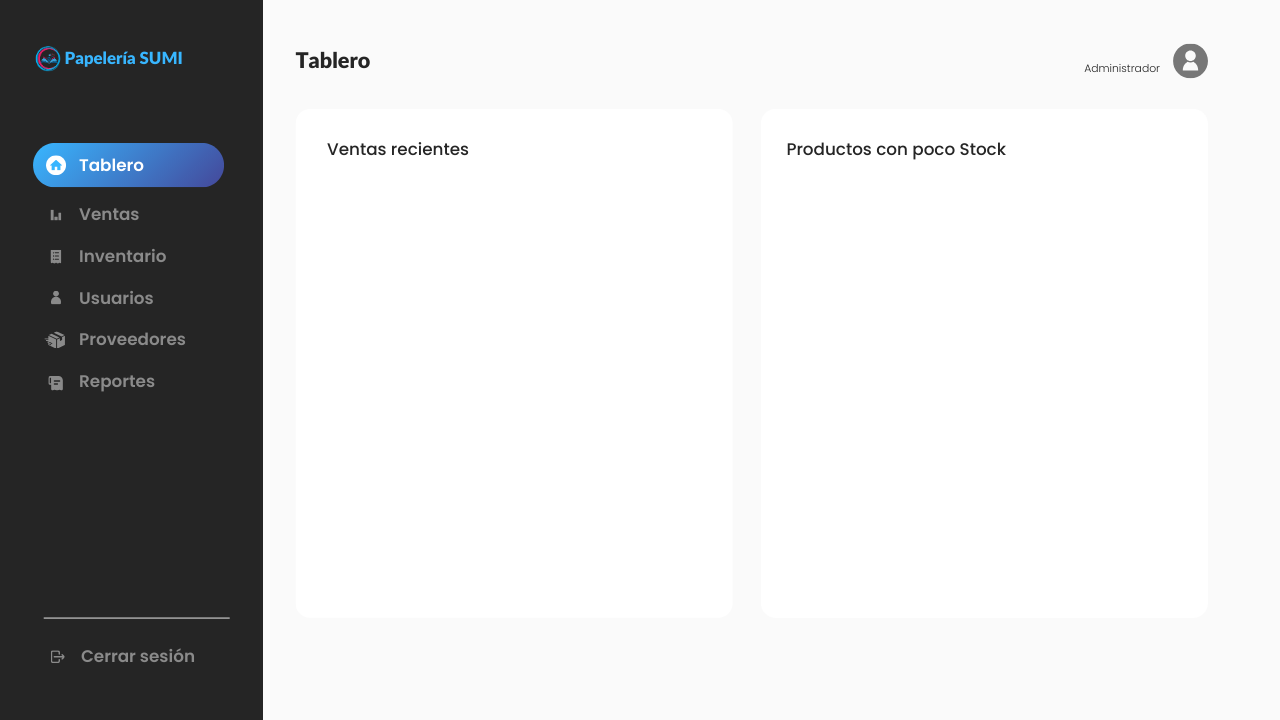 Papelería SUMI
Tablero
Ventas
Inventario
Usuarios
Proveedores
Reportes
Cerrar sesión
Tablero
Administrador
Ventas recientes
Productos con poco Stock